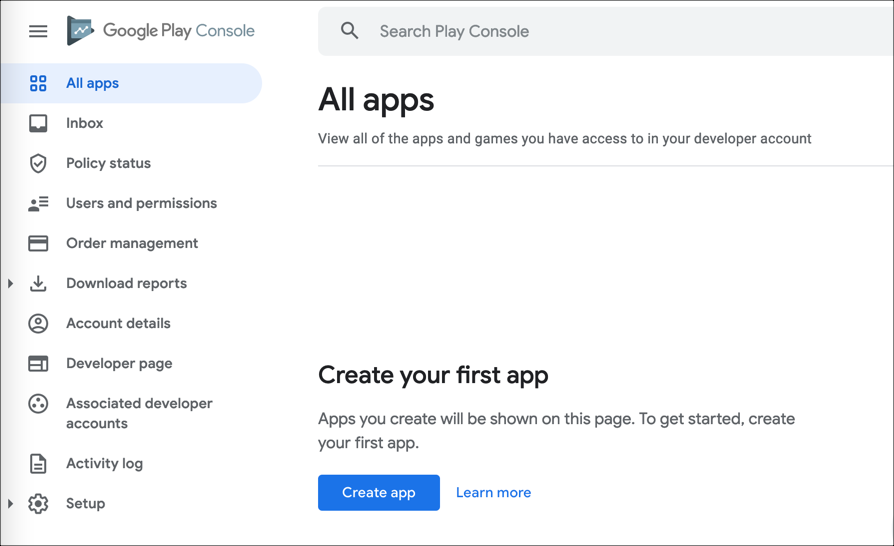 Google Play Console
Search Play Console
All apps
Inbox
Policy status
Users and permissions
Order management
Download reports
Account details
Developer page
Associated developer
accounts
Activity log
Setup
All apps
View all of the apps and games you have access to in your developer account
Create your first app
Apps you create will be shown on this page. To get started, create
your first app.
Create app
Learn more